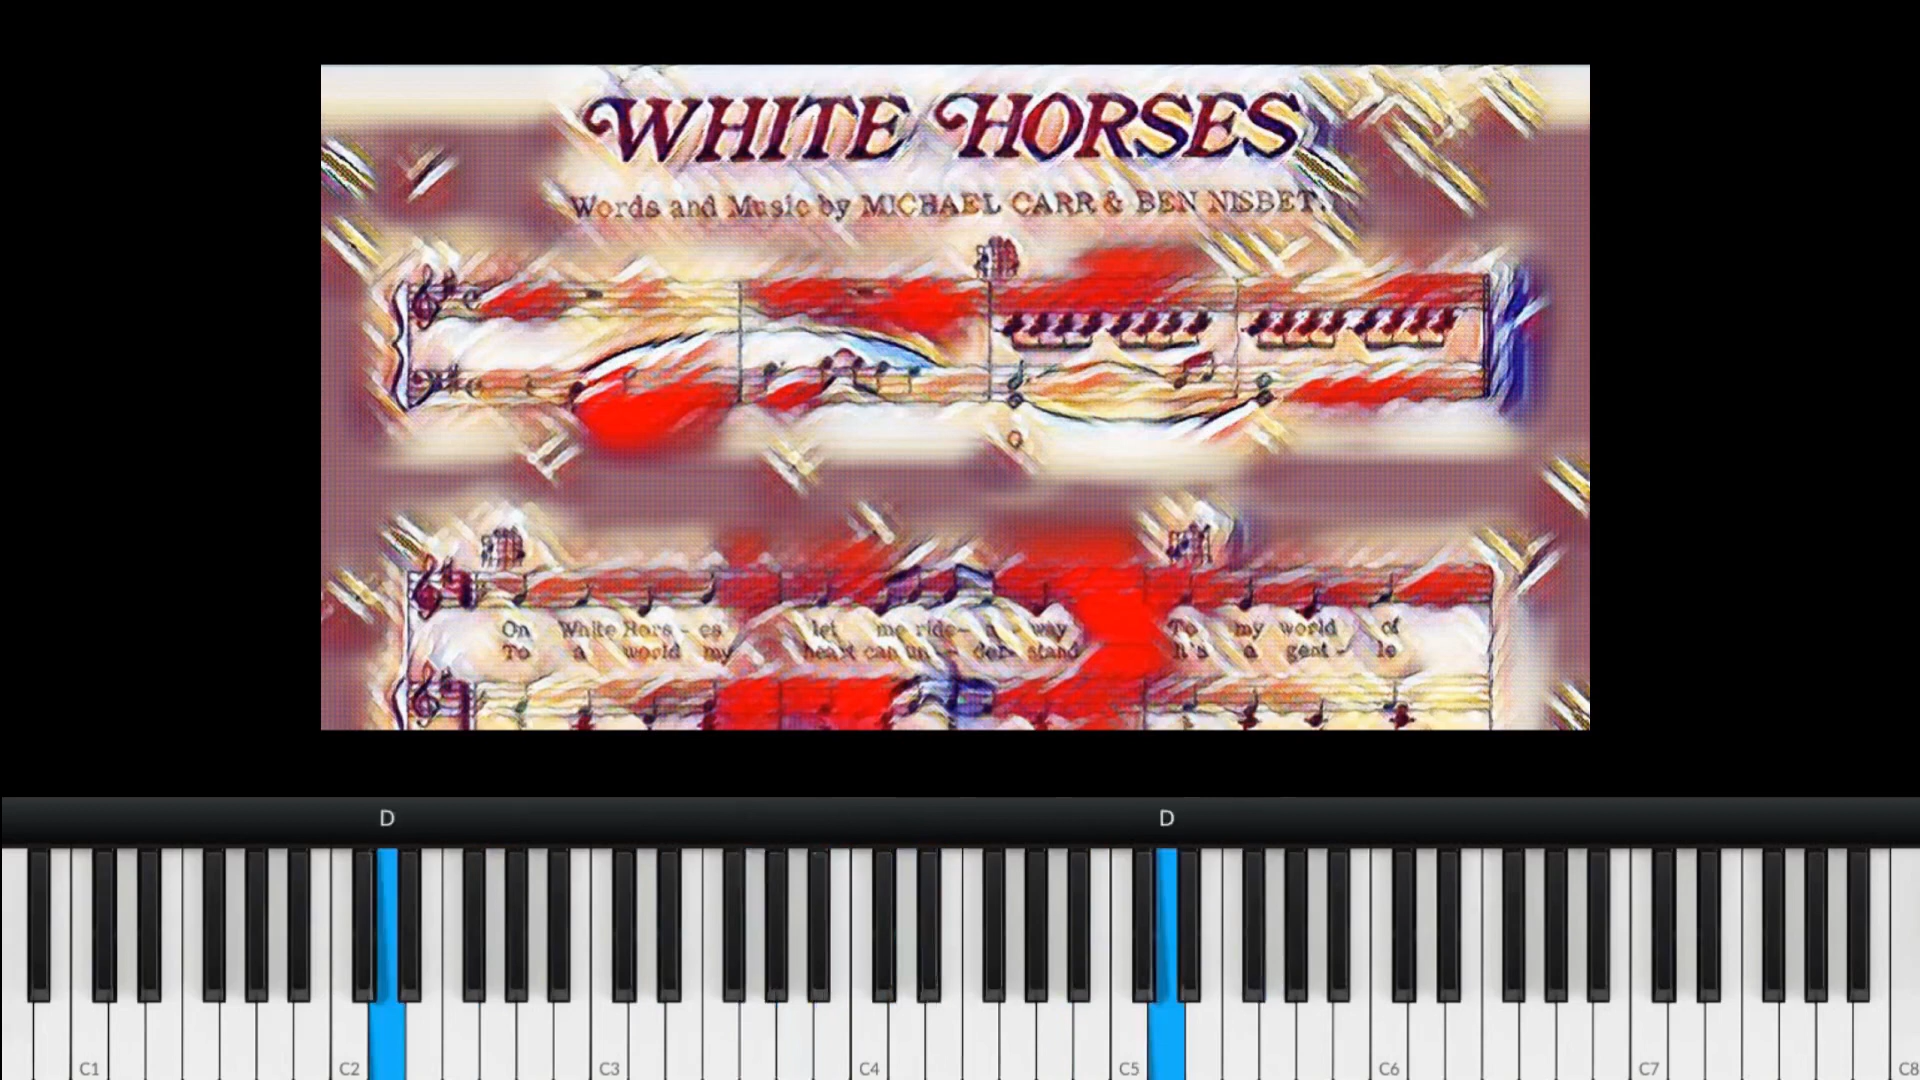 WHITE HORSES
Words and Music by MICHAEL CARR & BEN NISBET.
On White Hors - es let me ride - a - way To my world of
To a world my heart can un - der - stand It's a gent - le
D D
C1 C2 C3 C4 C5 C6 C7 C8